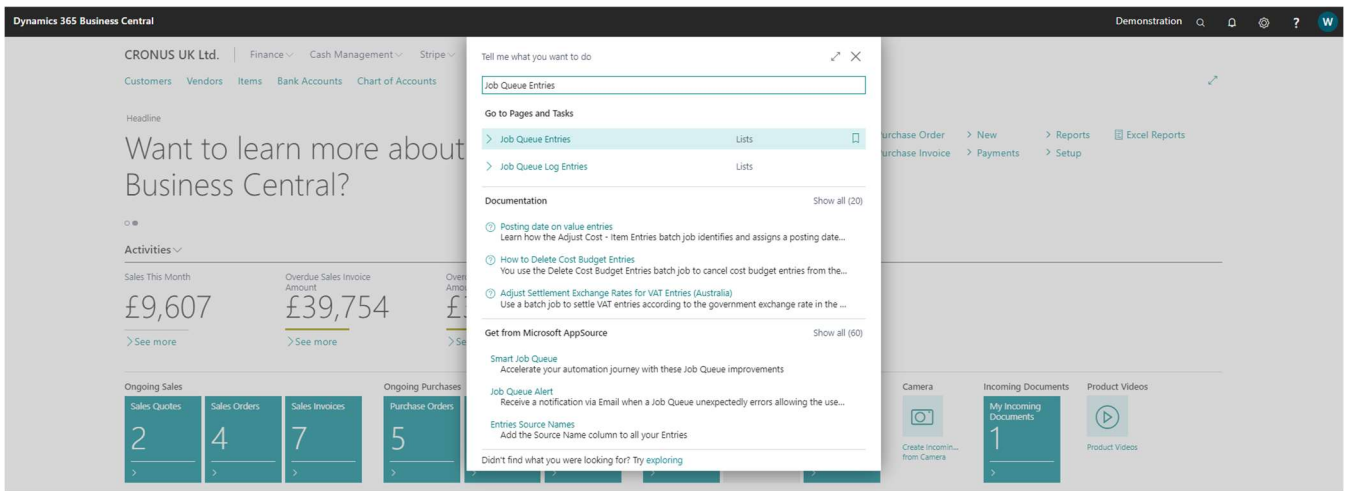 Dynamics 365 Business Central
Demonstration
?
W
CRONUS UK Ltd.
Finance
Cash Management
Stripe
Customers
Vendors
Items
Bank Accounts
Chart of Accounts
Headline
Want to learn more about
Business Central?
Activities
Sales This Month
£9,607
See more
Overdue Sales Invoice
Amount
£39,754
See more
£
Tell me what you want to do
Job Queue Entries
Go to Pages and Tasks
Job Queue Entries
Lists
Job Queue Log Entries
Lists
Documentation
Show all (20)
Posting date on value entries
Learn how the Adjust Cost - Item Entries batch job identifies and assigns a posting date...
How to Delete Cost Budget Entries
You use the Delete Cost Budget Entries batch job to cancel cost budget entries from the...
Adjust Settlement Exchange Rates for VAT Entries (Australia)
Use a batch job to settle VAT entries according to the government exchange rate in the ...
Get from Microsoft AppSource
Show all (60)
Smart Job Queue
Accelerate your automation journey with these Job Queue improvements
Job Queue Alert
Receive a notification via Email when a Job Queue unexpectedly errors allowing the use...
Entries Source Names
Add the Source Name column to all your Entries
Didn't find what you were looking for? Try exploring
Order
Invoice
New
Payments
Reports
Setup
Excel Reports
Ongoing Sales
Sales Quotes
2
Sales Orders
4
Sales Invoices
7
Ongoing Purchases
Purchase Orders
5
Camera
Create Incomin...
from Camera
Incoming Documents
My Incoming
Documents
1
Product Videos
Product Videos